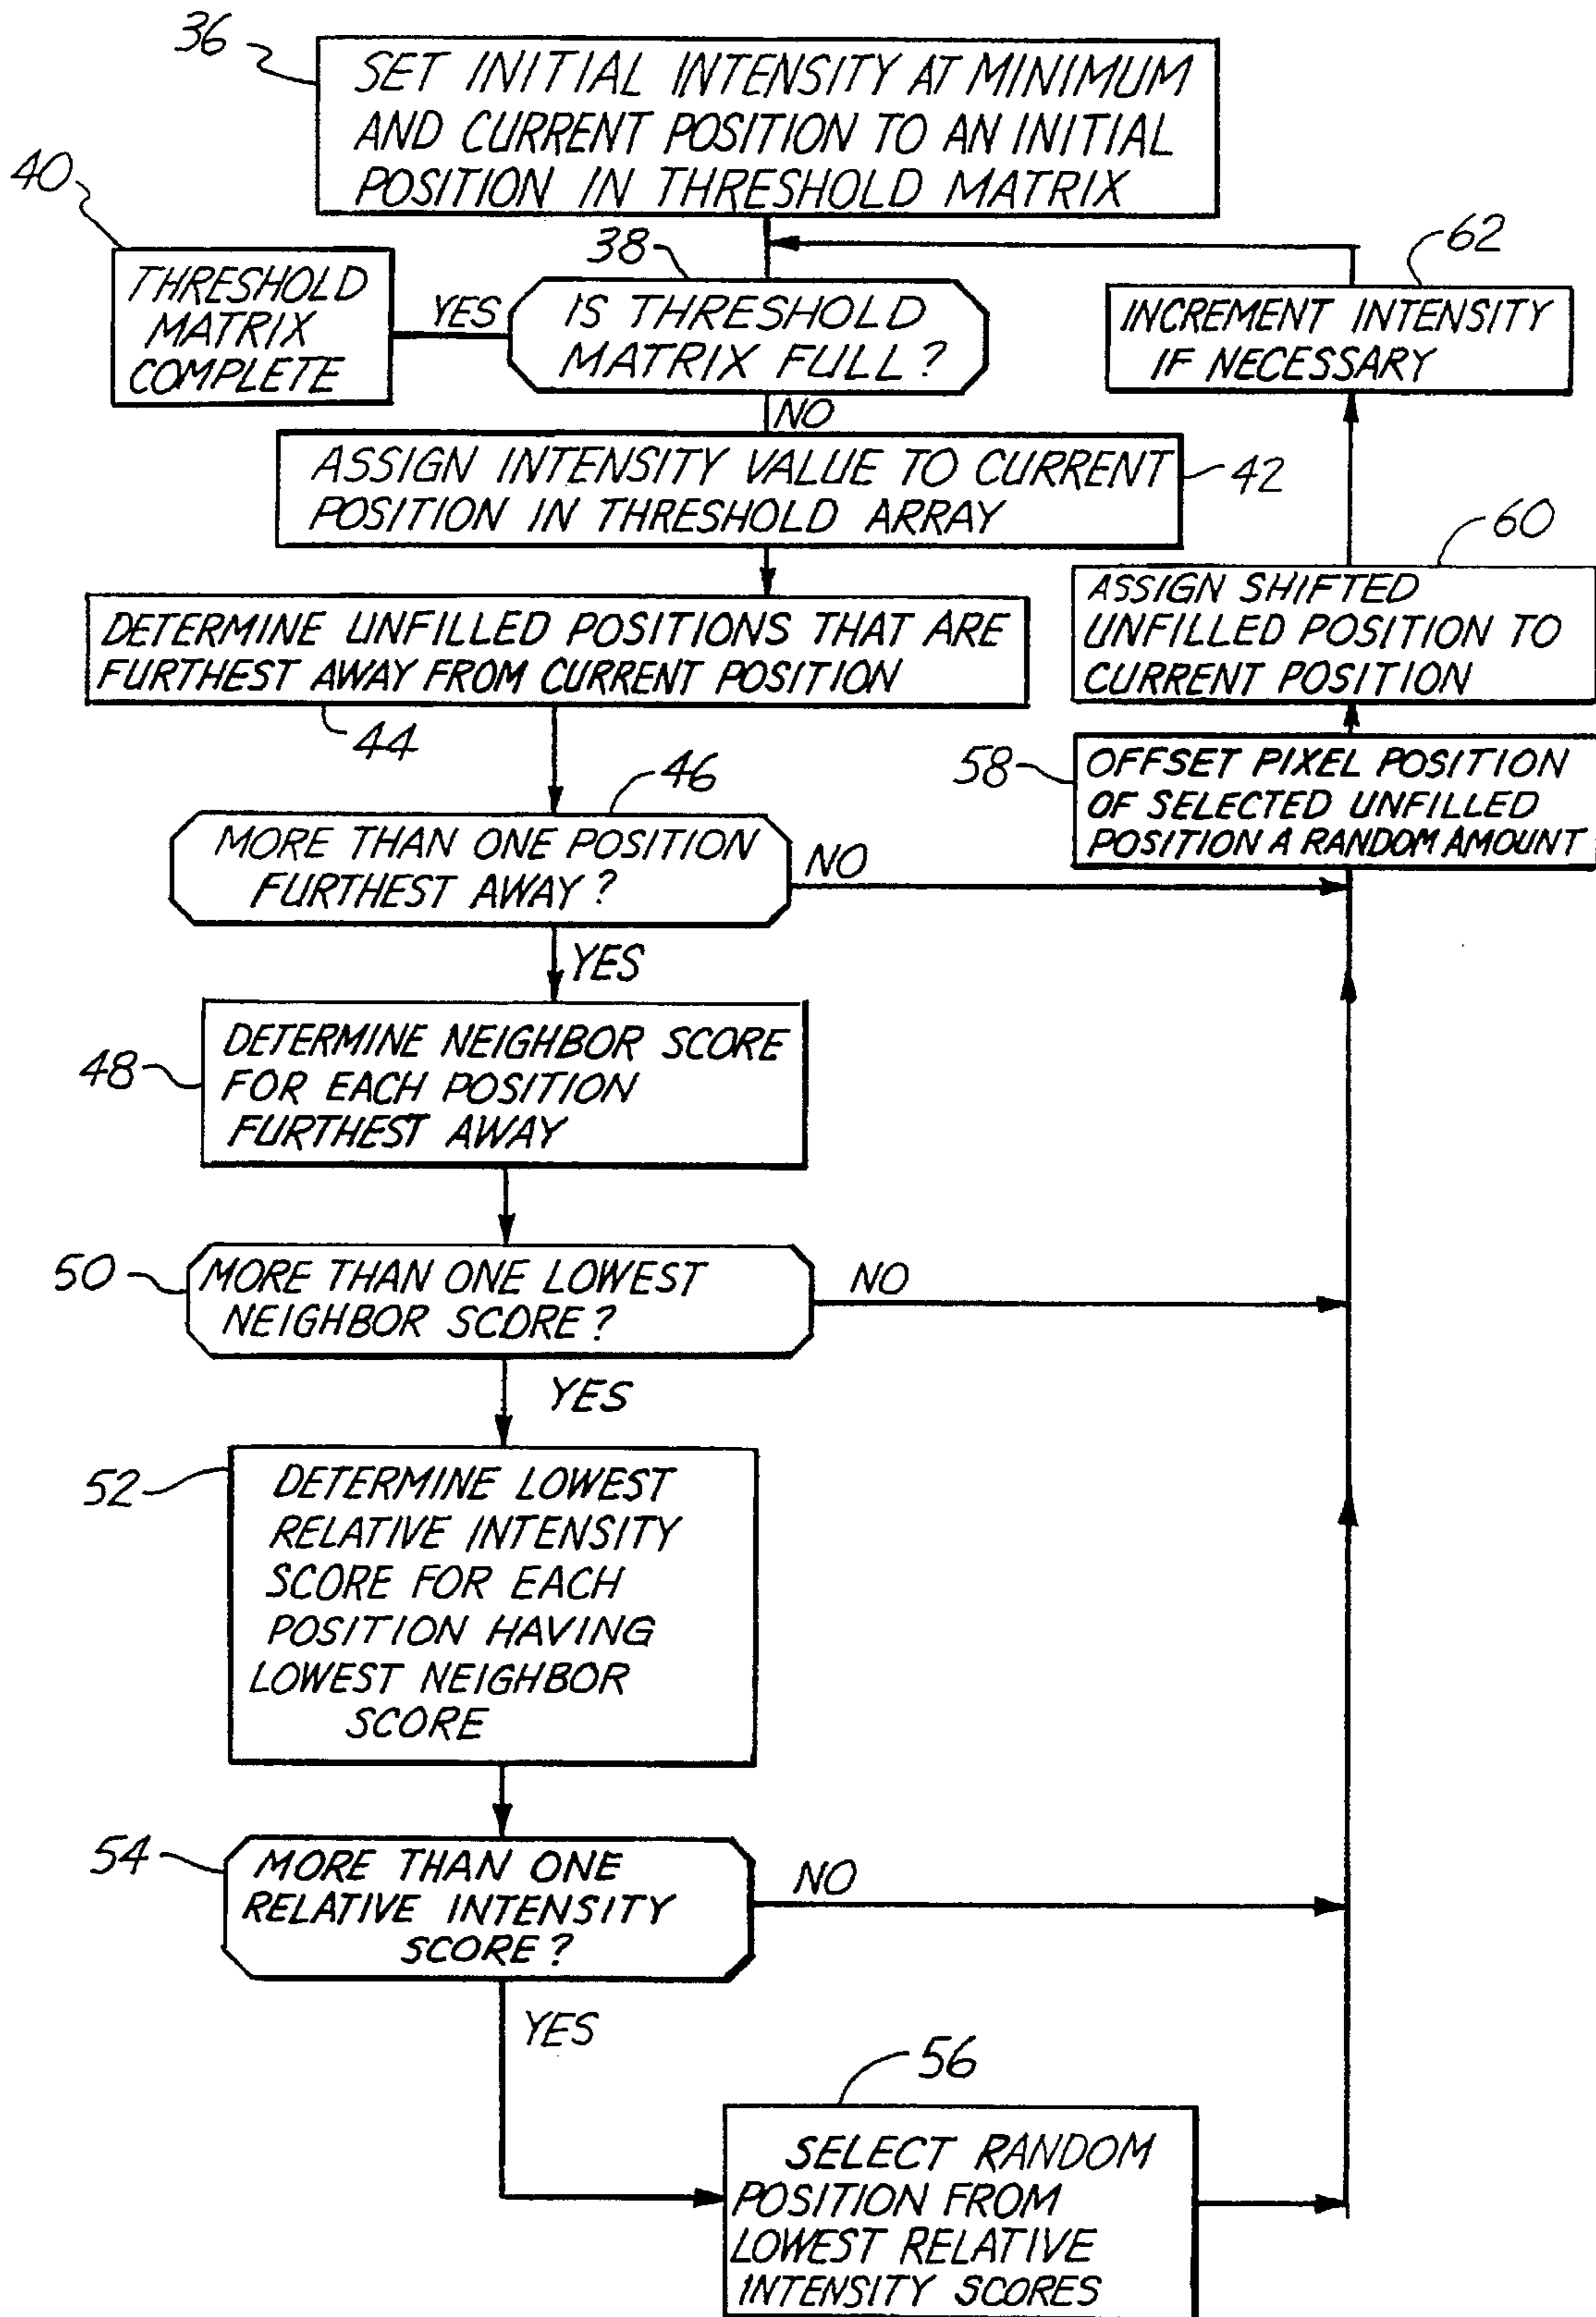 36
SET INITIAL INTENSITY AT MINIMUM
AND CURRENT POSITION TO AN INITIAL
POSITION IN THRESHOLD MATRIX
40
THRESHOLD
MATRIX
COMPLETE
YES
38
IS THRESHOLD
MATRIX FULL?
NO
62
INCREMENT INTENSITY
IF NECESSARY
ASSIGN INTENSITY VALUE TO CURRENT
POSITION IN THRESHOLD ARRAY
42
60
ASSIGN SHIFTED
UNFILLED POSITION TO
CURRENT POSITION
DETERMINE UNFILLED POSITIONS THAT ARE
FURTHEST AWAY FROM CURRENT POSITION
44
58
OFFSET PIXEL POSITION
OF SELECTED UNFILLED
POSITION A RANDOM AMOUNT
46
MORE THAN ONE POSITION
FURTHEST AWAY?
NO
YES
48
DETERMINE NEIGHBOR SCORE
FOR EACH POSITION
FURTHEST AWAY
50
MORE THAN ONE LOWEST
NEIGHBOR SCORE?
NO
YES
52
DETERMINE LOWEST
RELATIVE INTENSITY
SCORE FOR EACH
POSITION HAVING
LOWEST NEIGHBOR
SCORE
54
MORE THAN ONE
RELATIVE INTENSITY
SCORE?
NO
YES
56
SELECT RANDOM
POSITION FROM
LOWEST RELATIVE
INTENSITY SCORES